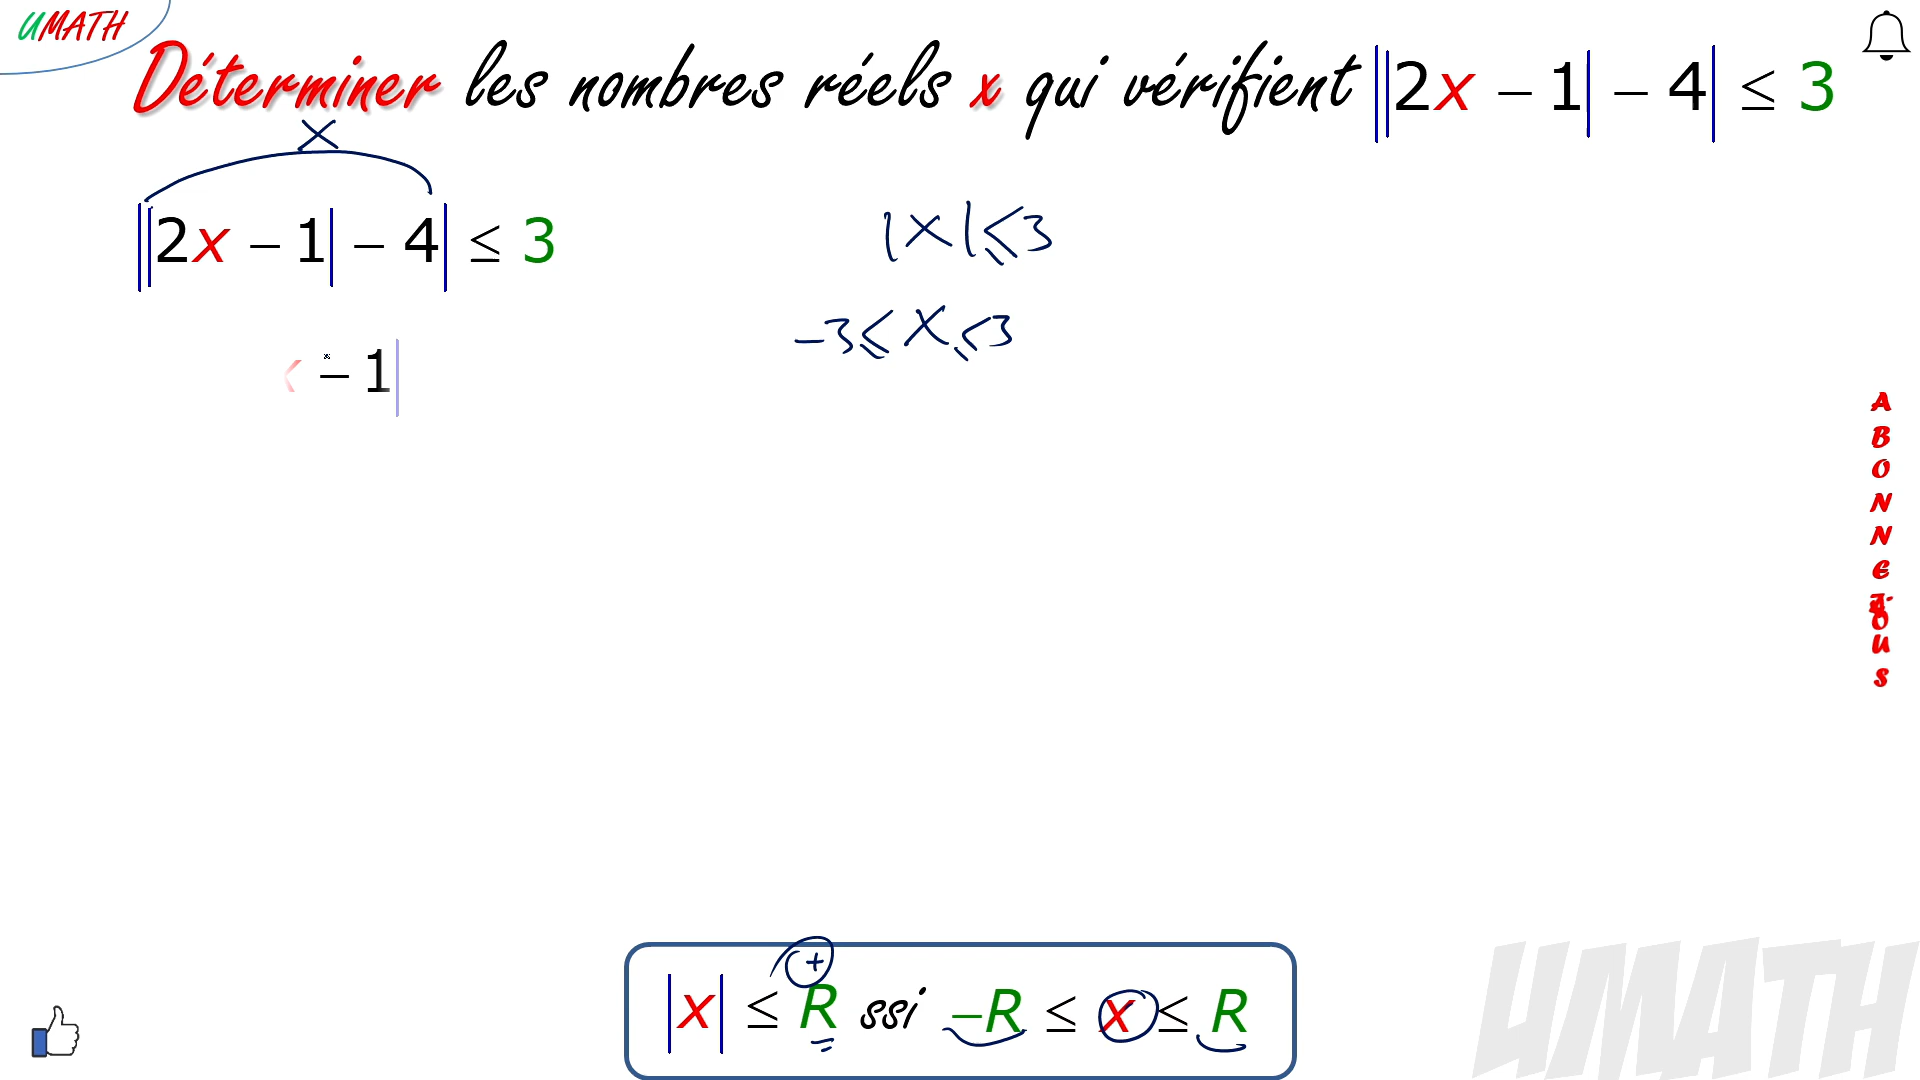 UMATH
Déterminer les nombres réels x qui vérifient ||2x − 1| − 4| ≤ 3
X
||2x − 1| − 4| ≤ 3
|X| ≤ 3
−3 ≤ X ≤ 3
x − 1|
ABONNEZ-VOUS
+
|x| ≤ R ssi −R ≤ x ≤ R
UMATH